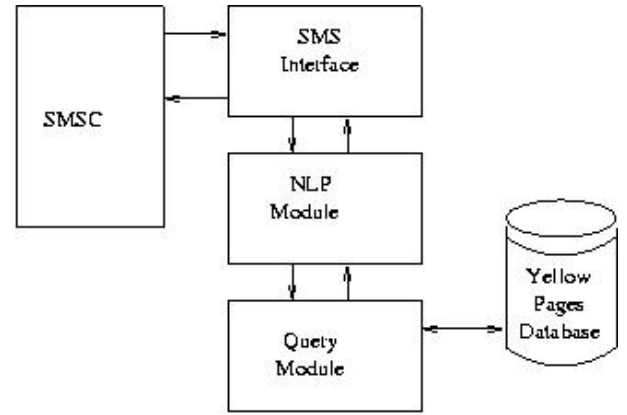 SMSC
SMS
Interface
NLP
Module
Query
Module
Yellow
Pages
Database